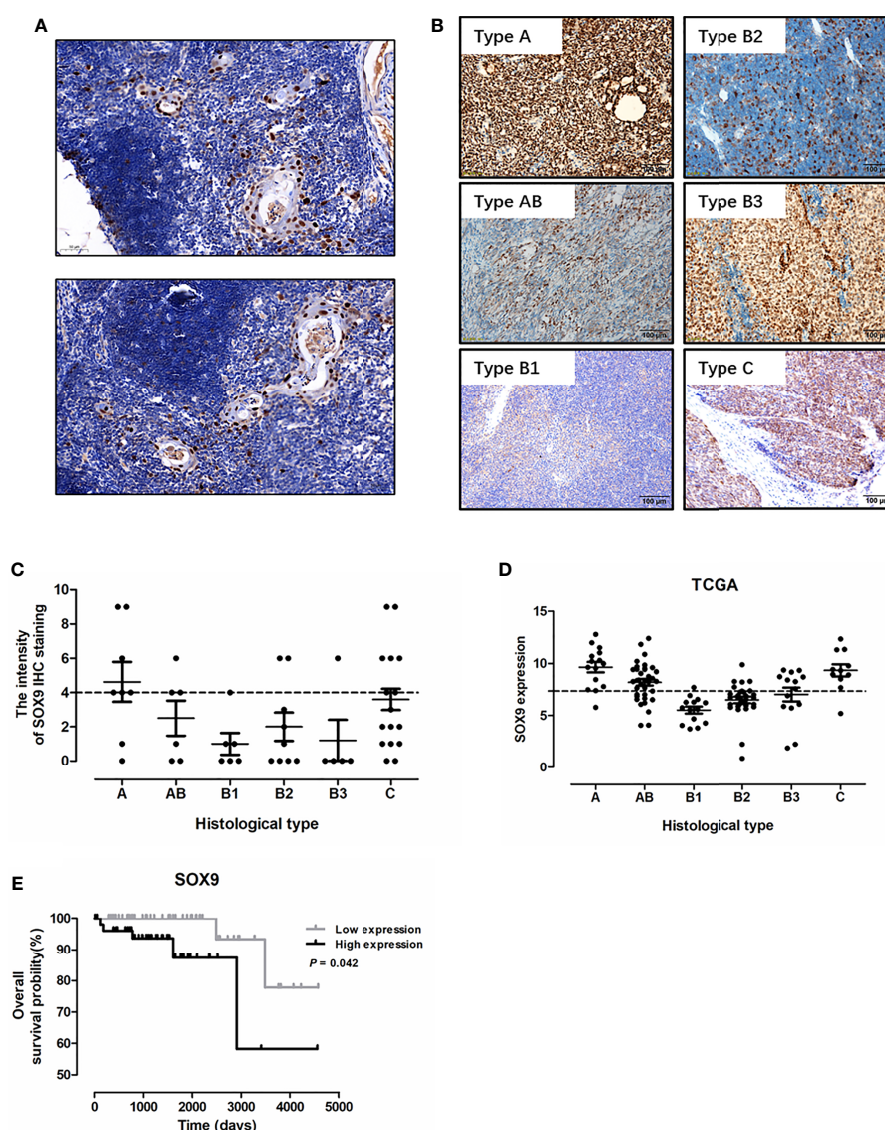 A
B
Type A
Type B2
100 µm
Type AB
Type B3
100 µm
100 µm
Type B1
Type C
100 µm
100 µm
C
The intensity
of SOX9 IHC staining
10
8
6
4
2
0
A AB B1 B2 B3 C
Histological type
D
TCGA
SOX9 expression
15
10
5
0
A AB B1 B2 B3 C
Histological type
E
SOX9
Overall
survival probility(%)
100
90
80
70
60
50
Low expression
High expression
P = 0.042
0 1000 2000 3000 4000 5000
Time (days)